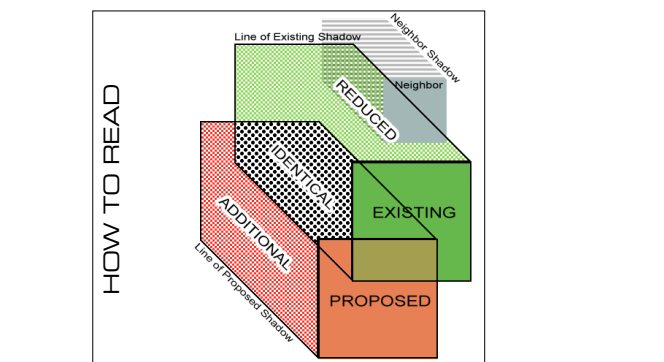 HOW TO READ
Line of Existing Shadow
Neighbor Shadow
Neighbor
REDUCED
IDENTICAL
EXISTING
ADDITIONAL
Line of Proposed Shadow
PROPOSED